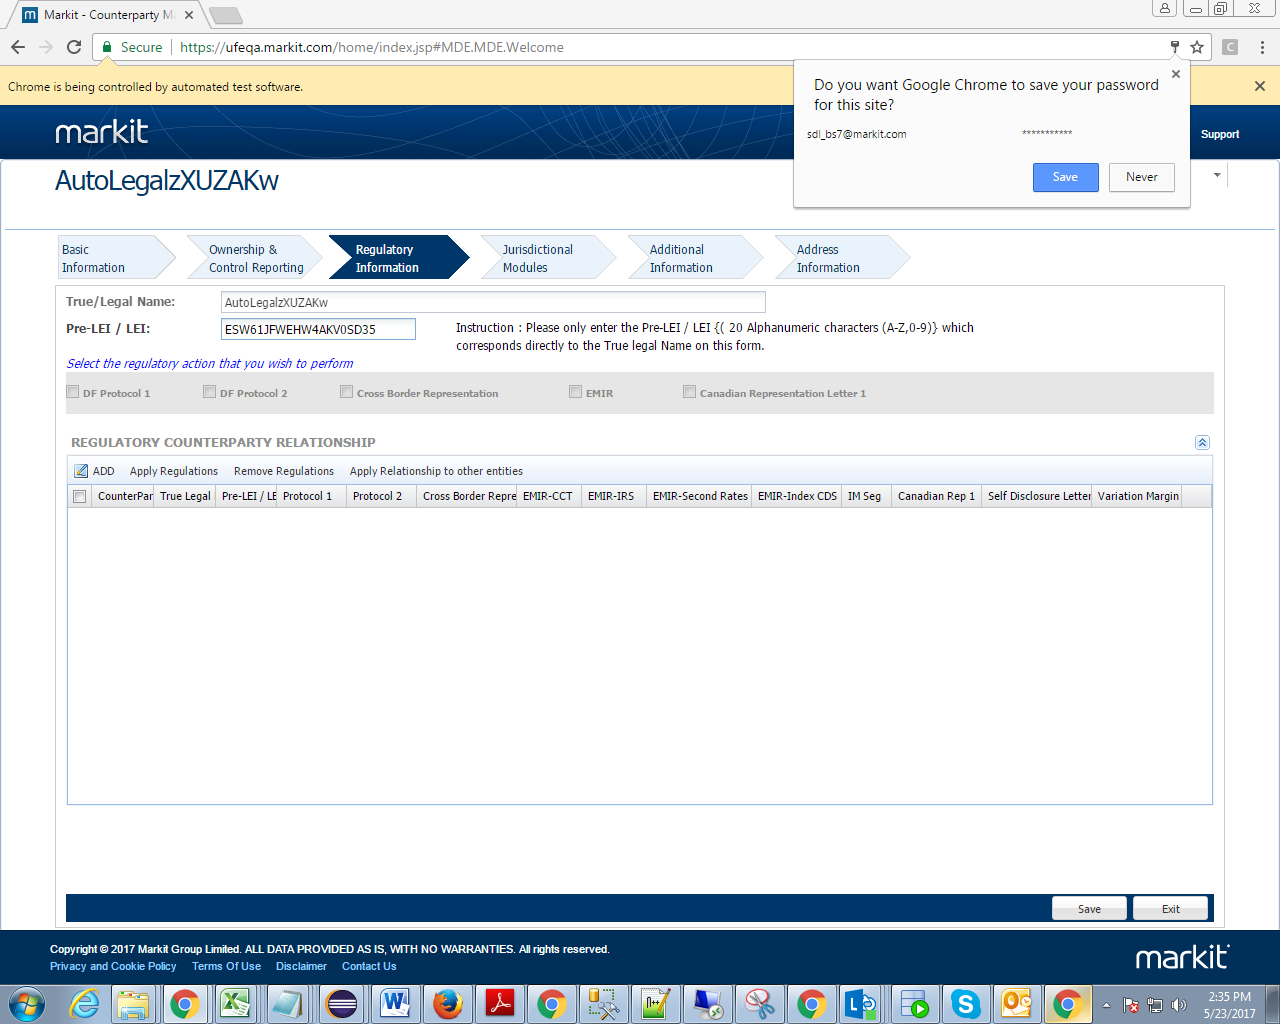 Markit - Counterparty M
Secure
https://ufeqa.markit.com/home/index.jsp#MDE.MDE.Welcome
Chrome is being controlled by automated test software.
Do you want Google Chrome to save your password
for this site?
sdl_bs7@markit.com ***********
Save Never
markit
Support
AutoLegalzXUZAKw
Basic
Information
Ownership &
Control Reporting
Regulatory
Information
Jurisdictional
Modules
Additional
Information
Address
Information
True/Legal Name: AutoLegalzXUZAKw
Pre-LEI / LEI: ESW61JFWEHW4AKV0SD35
Instruction : Please only enter the Pre-LEI / LEI {( 20 Alphanumeric characters (A-Z,0-9)} which
corresponds directly to the True legal Name on this form.
Select the regulatory action that you wish to perform
DF Protocol 1 DF Protocol 2 Cross Border Representation EMIR Canadian Representation Letter 1
REGULATORY COUNTERPARTY RELATIONSHIP
ADD Apply Regulations Remove Regulations Apply Relationship to other entities
CounterPar True Legal Pre-LEI / LE Protocol 1 Protocol 2 Cross Border Repre EMIR-CCT EMIR-IRS EMIR-Second Rates EMIR-Index CDS IM Seg Canadian Rep 1 Self Disclosure Letter Variation Margin
Save Exit
Copyright © 2017 Markit Group Limited. ALL DATA PROVIDED AS IS, WITH NO WARRANTIES. All rights reserved.
Privacy and Cookie Policy Terms Of Use Disclaimer Contact Us
markit
2:35 PM
5/23/2017